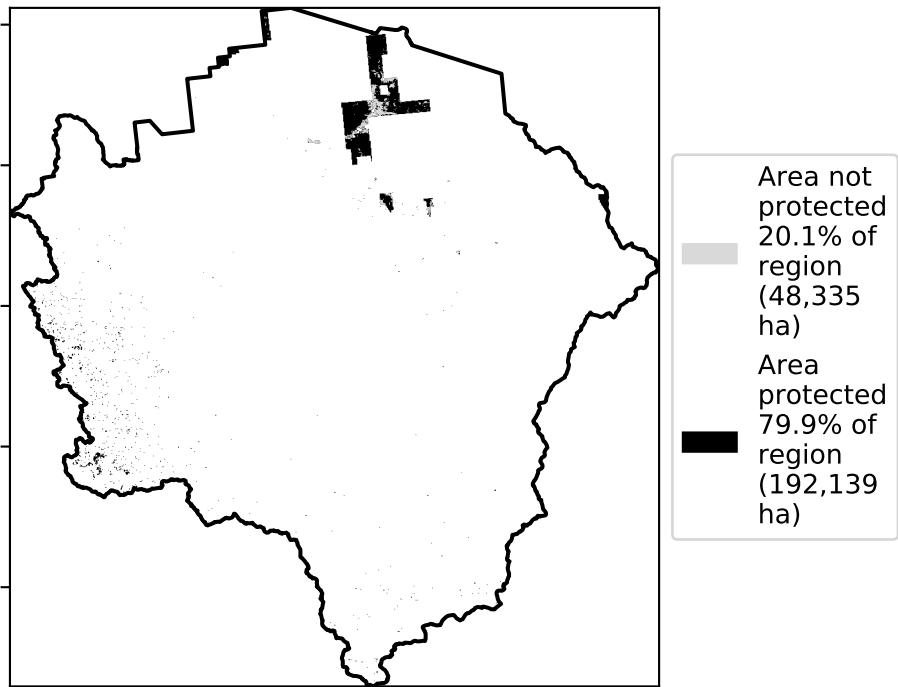 Area not
protected
20.1% of
region
(48,335
ha)
Area
protected
79.9% of
region
(192,139
ha)